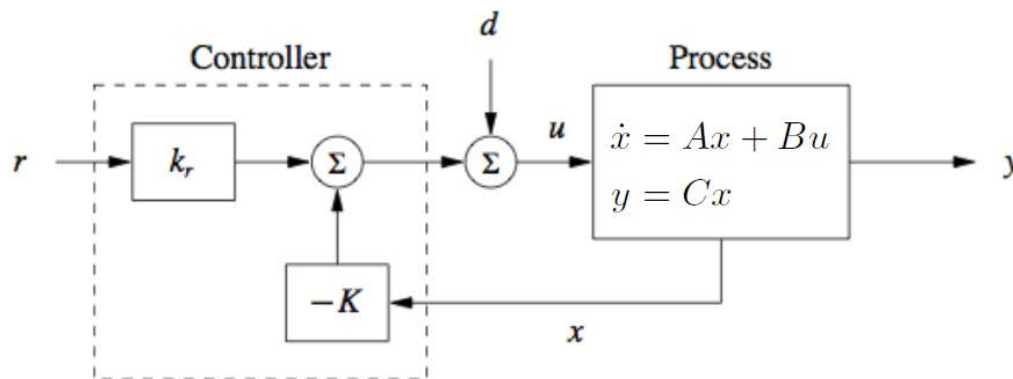 d
Controller
Process
r
k_r
Σ
Σ
u
ẋ = Ax + Bu
y = Cx
y
−K
x